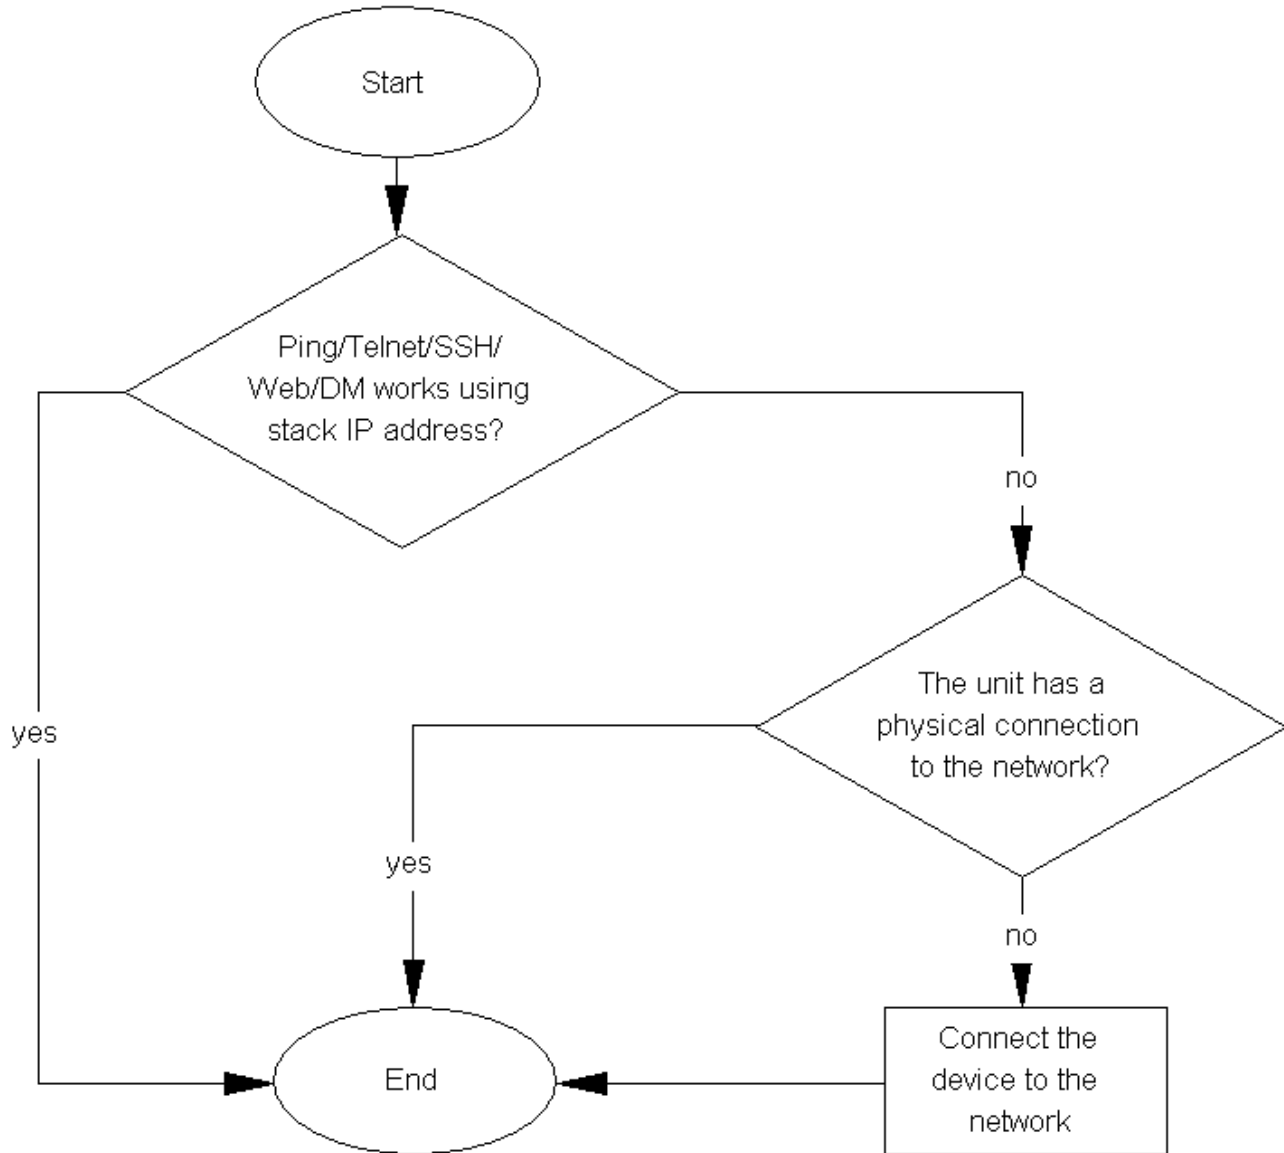 Start
Ping/Telnet/SSH/
Web/DM works using
stack IP address?
no
The unit has a
physical connection
to the network?
yes
yes
no
Connect the
device to the
network
End